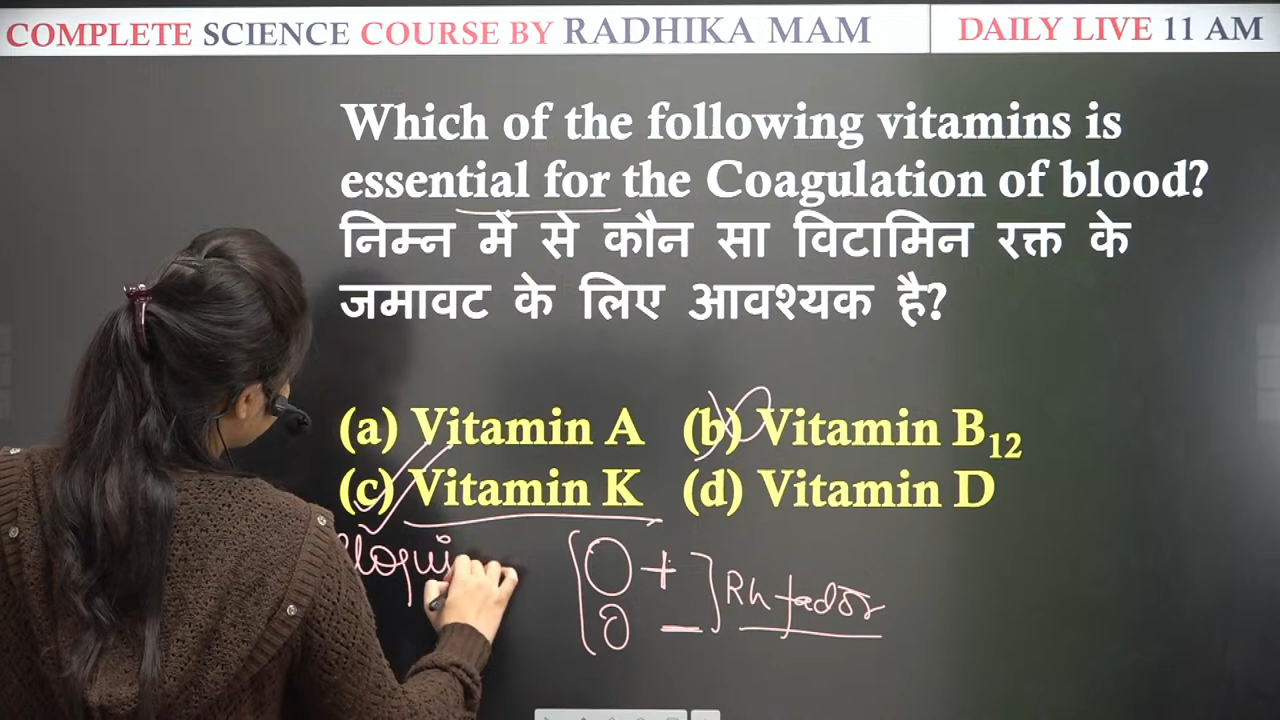 COMPLETE SCIENCE COURSE BY RADHIKA MAM DAILY LIVE 11 AM
Which of the following vitamins is
essential for the Coagulation of blood?
निम्न में से कौन सा विटामिन रक्त के
जमावट के लिए आवश्यक है?
(a) Vitamin A (b) Vitamin B12
(c) Vitamin K (d) Vitamin D
O +
O −
Rh factor